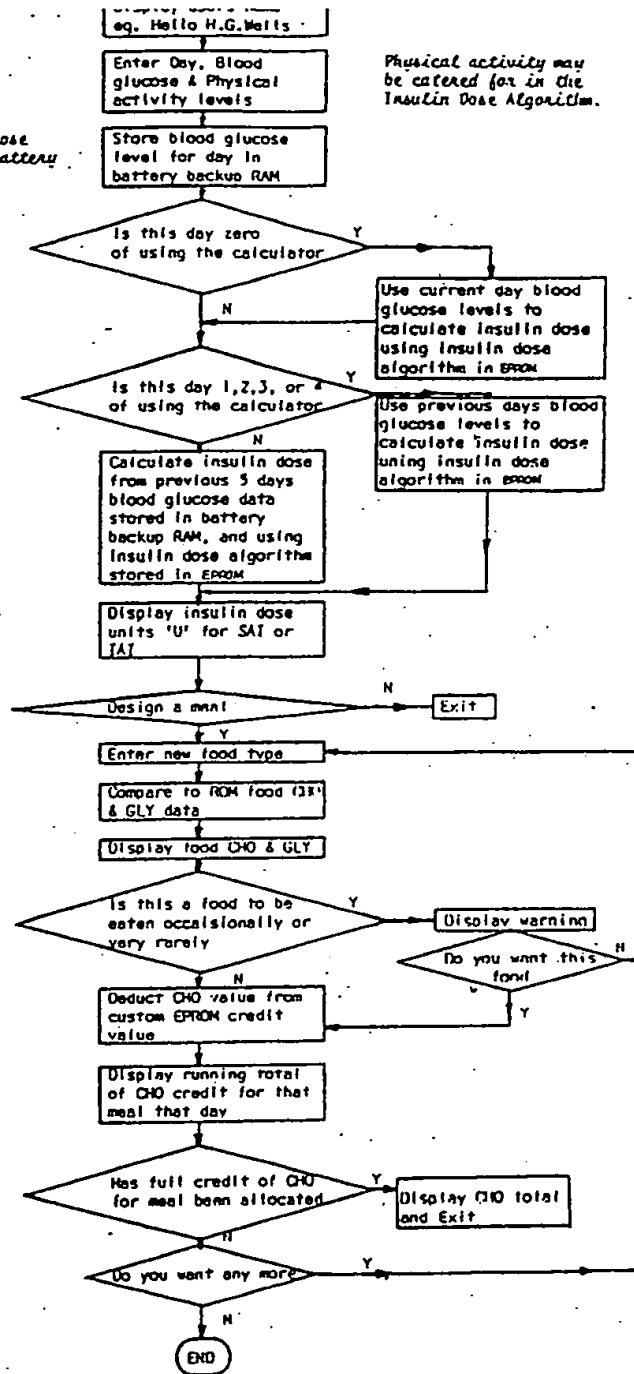 eg. Hello H.G.Wells
Enter Day, Blood
glucose & Physical
activity levels
Physical activity may
be catered for in the
Insulin Dose Algorithm.
ose
attery
Store blood glucose
level for day in
battery backup RAM
Is this day zero
of using the calculator
Y
N
Use current day blood
glucose levels to
calculate insulin dose
using insulin dose
algorithm in EPROM
Is this day 1,2,3, or 4
of using the calculator
Y
N
Use previous days blood
glucose levels to
calculate insulin dose
uning insulin dose
algorithm in EPROM
Calculate insulin dose
from previous 5 days
blood glucose data
stored in battery
backup RAM, and using
insulin dose algorithm
stored in EPROM
Display insulin dose
units 'U' for SAI or
IAI
Design a meal
N
Exit
Y
Enter new food type
Compare to ROM food
& GLY data
Display food CHO & GLY
Is this a food to be
eaten occalsionally or
very rarely
Y
Display warning
Do you want this
food
N
N
Y
Deduct CHO value from
custom EPROM credit
value
Display running total
of CHO credit for that
meal that day
Has full credit of CHO
for meal been allocated
Y
Display CHO total
and Exit
N
Do you want any more
Y
N
END